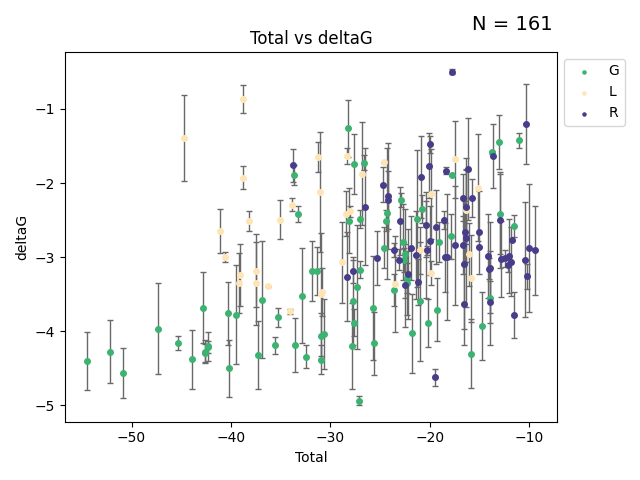 N = 161
Total vs deltaG
G
L
R
−1
−2
−3
−4
−5
deltaG
−50 −40 −30 −20 −10
Total